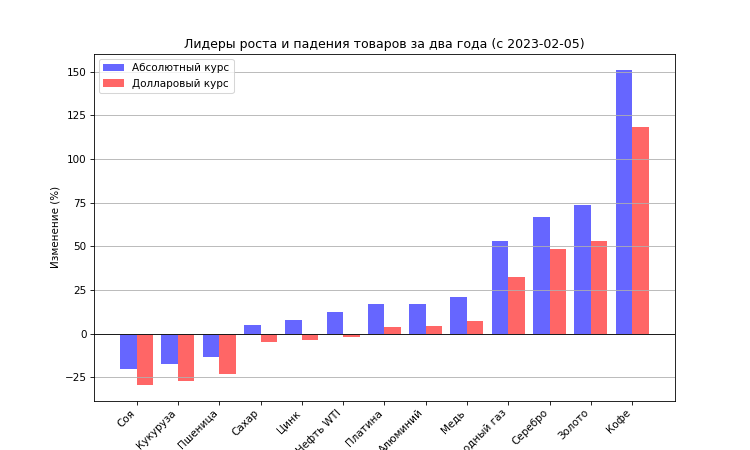 Лидеры роста и падения товаров за два года (с 2023-02-05)
Абсолютный курс
Долларовый курс
Изменение (%)
150
125
100
75
50
25
0
−25
Соя
Кукуруза
Пшеница
Сахар
Цинк
Нефть WTI
Платина
Алюминий
Медь
одный газ
Серебро
Золото
Кофе